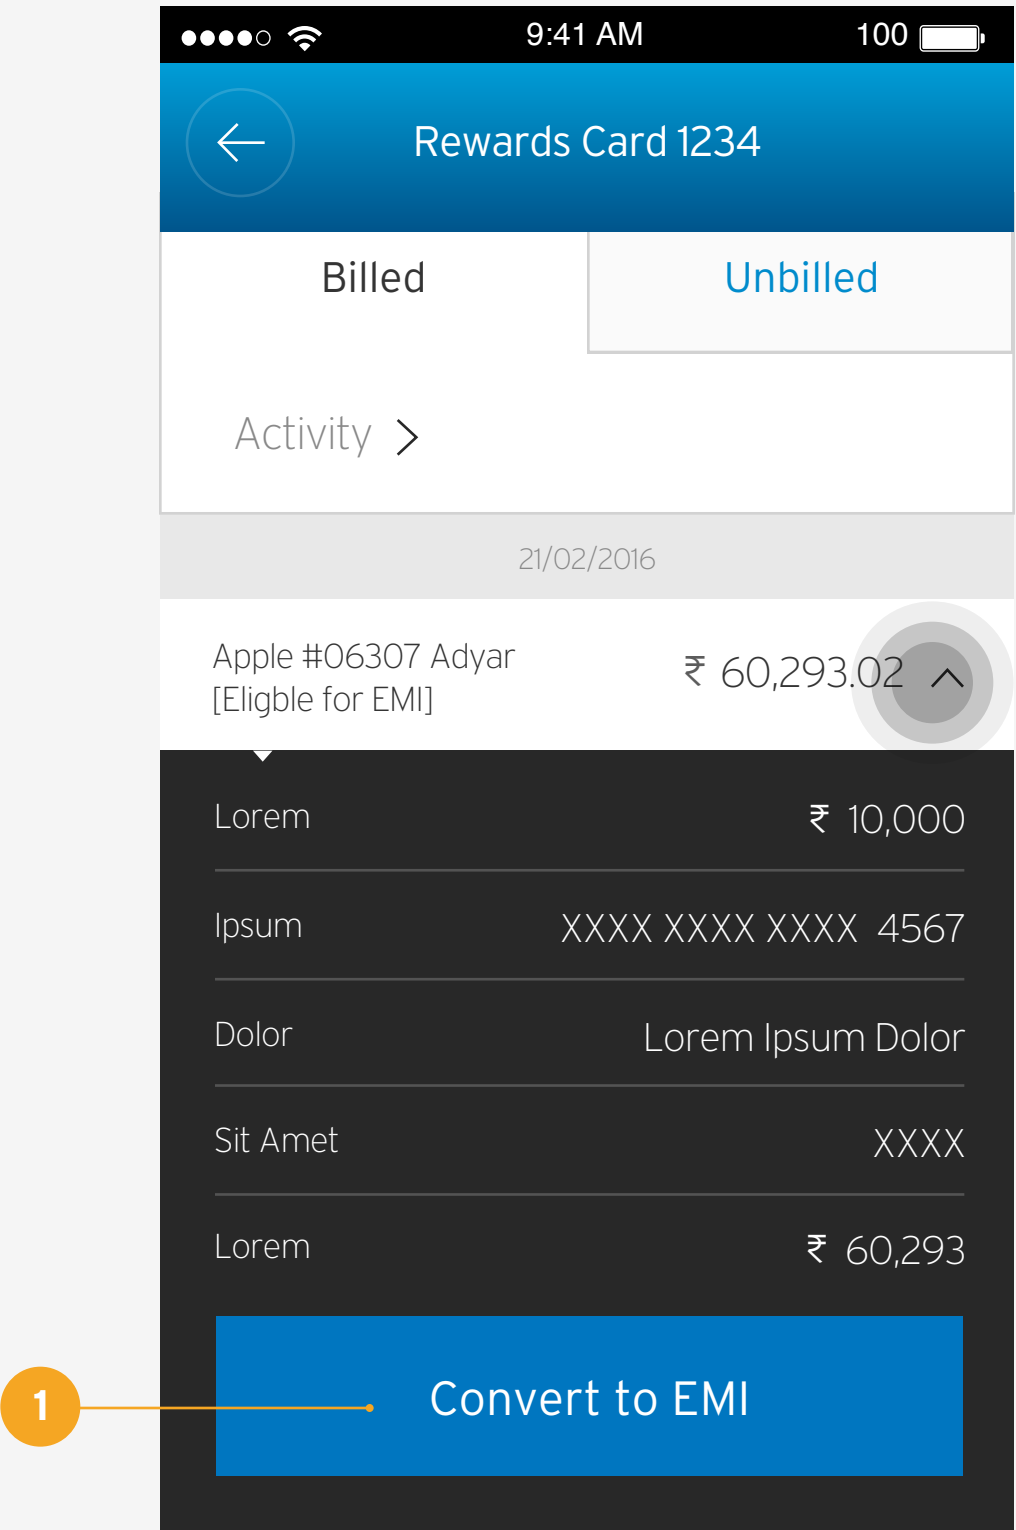 9:41 AM 100
Rewards Card 1234
Billed Unbilled
Activity
21/02/2016
Apple #06307 Adyar
[Eligble for EMI]
₹ 60,293.02
Lorem ₹ 10,000
Ipsum XXXX XXXX XXXX 4567
Dolor Lorem Ipsum Dolor
Sit Amet XXXX
Lorem ₹ 60,293
1 Convert to EMI